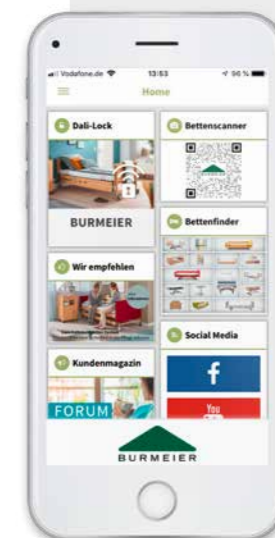 Vodafone.de 13:53 96 %
Home
Dali-Lock
BURMEIER
Wir empfehlen
Kundenmagazin
FORUM
Bettenscanner
Bettenfinder
Social Media
f
You
BURMEIER